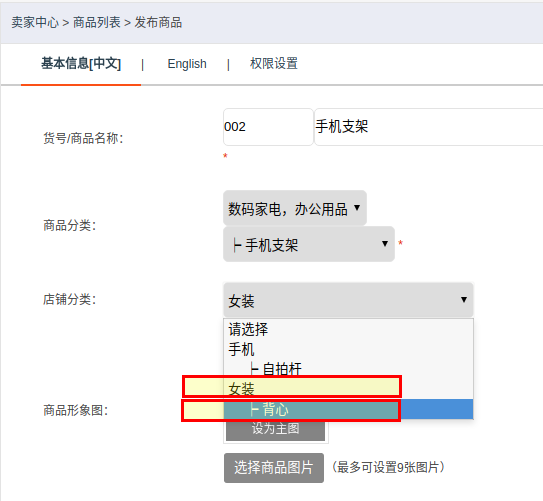 卖家中心 > 商品列表 > 发布商品
基本信息[中文] | English | 权限设置
货号/商品名称: 002 手机支架
*
商品分类: 数码家电，办公用品 ▼
├ 手机支架 ▼ *
店铺分类: 女装 ▼
请选择
手机
├ 自拍杆
女装
├ 背心
商品形象图:
设为主图
选择商品图片 (最多可设置9张图片)